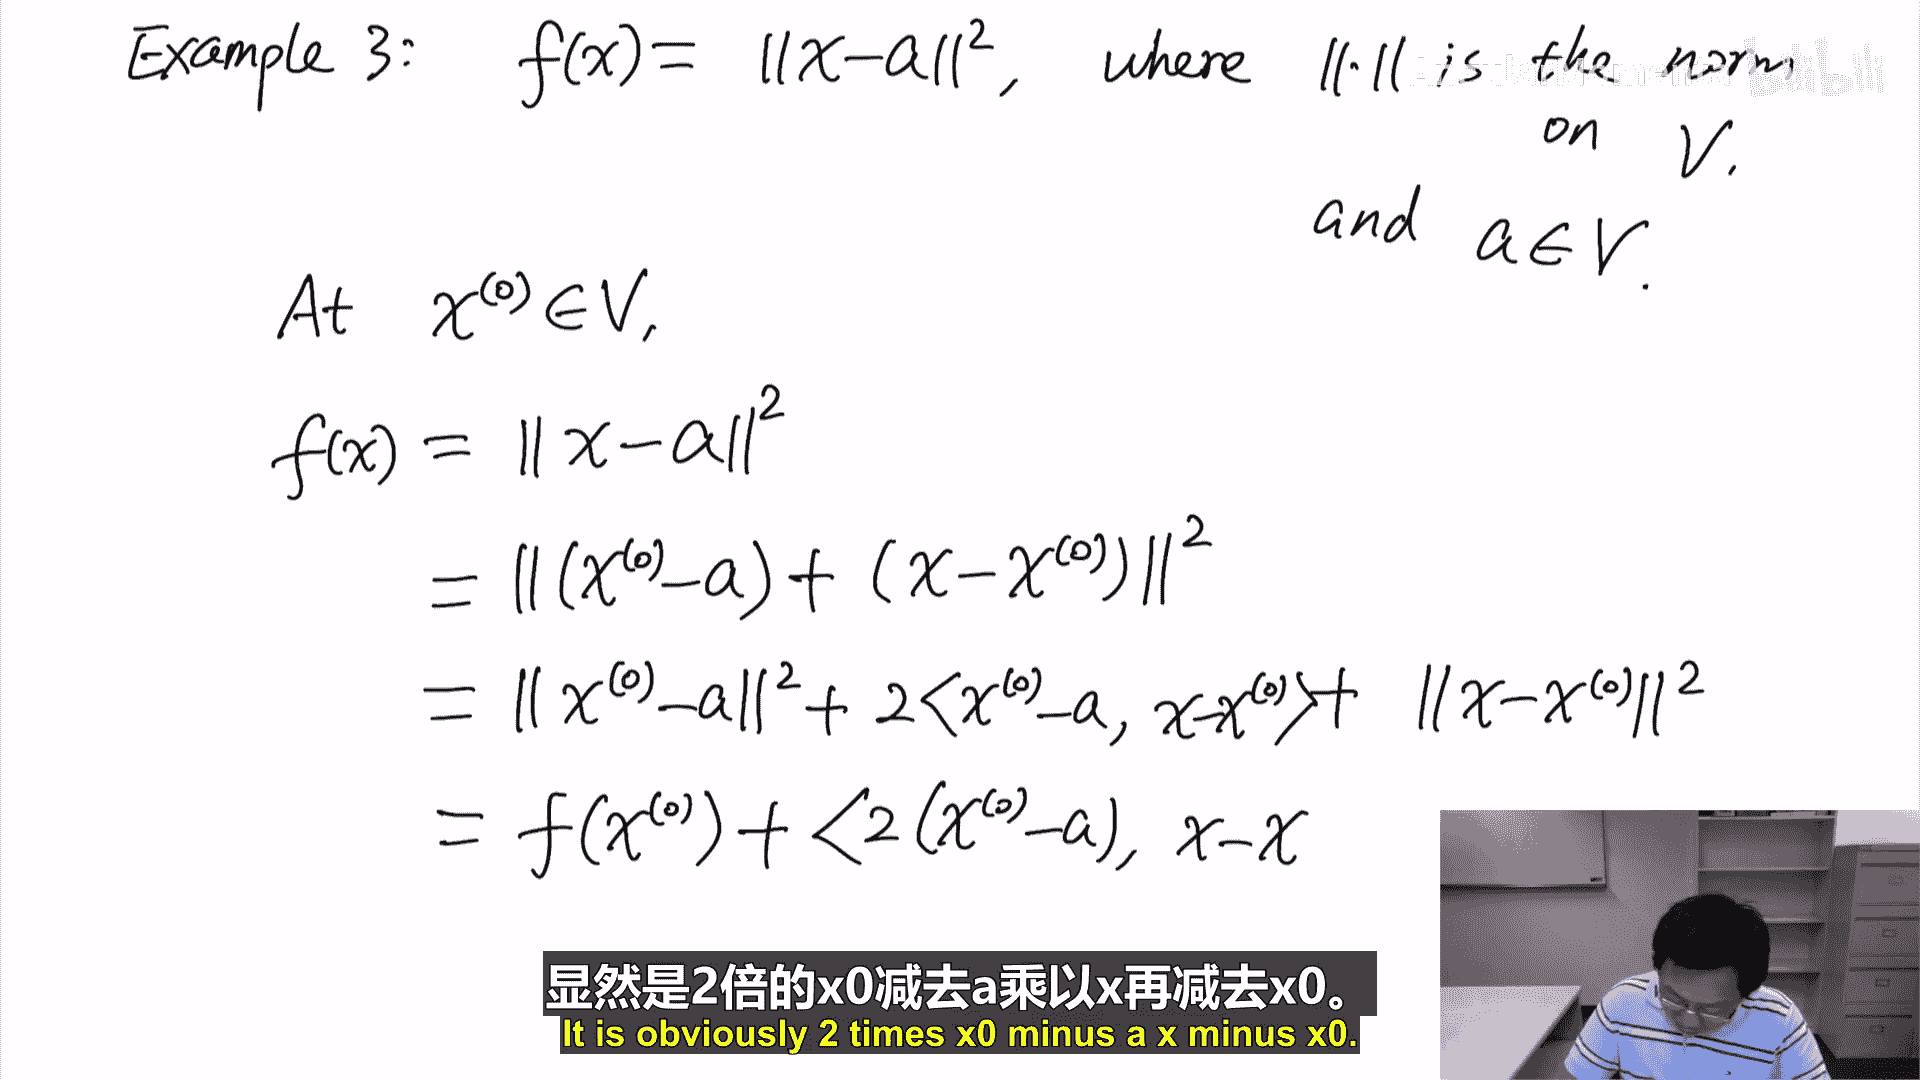 Example 3: f(x) = ||x-a||², where ||·|| is the norm
on V.
and a∈V.
At x⁽⁰⁾∈V,
f(x) = ||x-a||²
= ||(x⁽⁰⁾-a)+(x-x⁽⁰⁾)||²
= ||x⁽⁰⁾-a||²+2<x⁽⁰⁾-a, x-x⁽⁰⁾>+||x-x⁽⁰⁾||²
= f(x⁽⁰⁾)+<2(x⁽⁰⁾-a), x-x
显然是2倍的x0减去a乘以x再减去x0。
It is obviously 2 times x0 minus a x minus x0.
bilibili